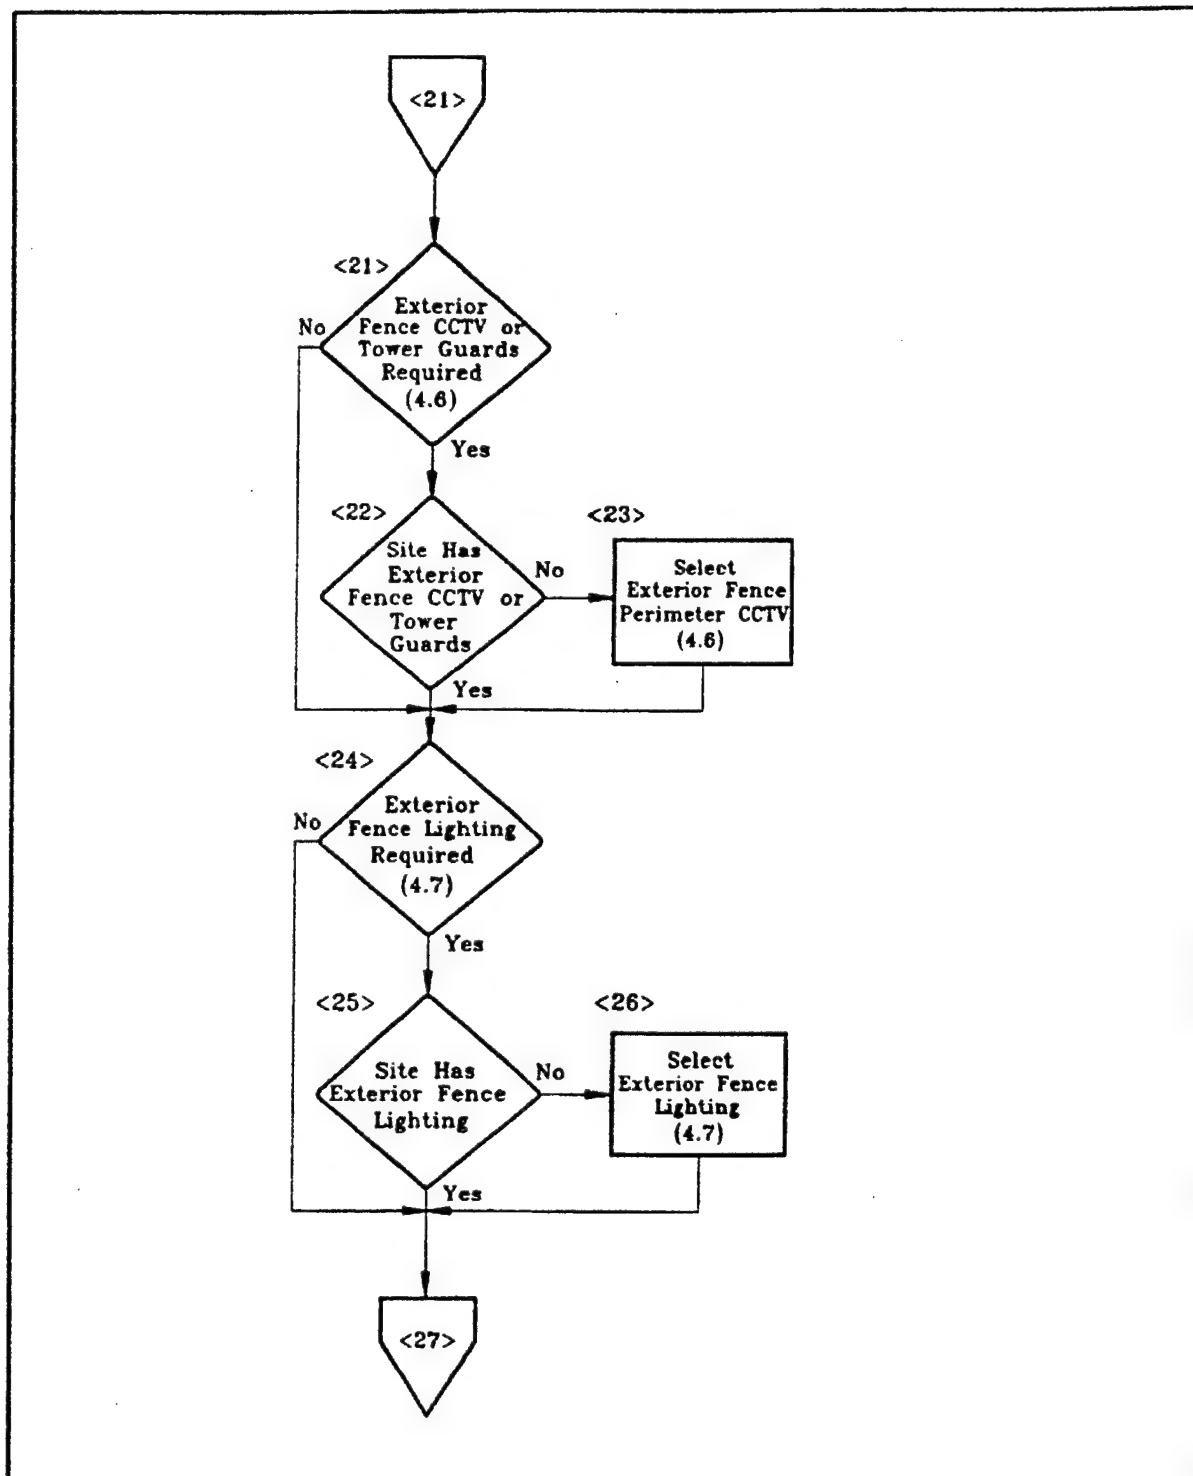 <21>
<21>
Exterior
Fence CCTV or
Tower Guards
Required
(4.6)
No
Yes
<22>
Site Has
Exterior
Fence CCTV or
Tower
Guards
No
<23>
Select
Exterior Fence
Perimeter CCTV
(4.6)
Yes
<24>
Exterior
Fence Lighting
Required
(4.7)
No
Yes
<25>
Site Has
Exterior Fence
Lighting
No
<26>
Select
Exterior Fence
Lighting
(4.7)
Yes
<27>